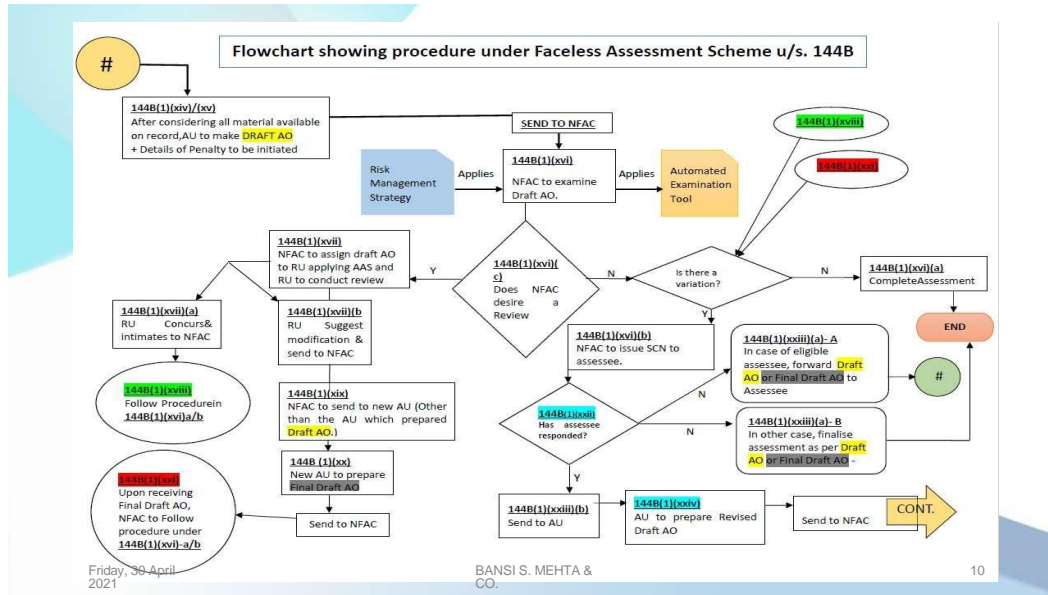 Flowchart showing procedure under Faceless Assessment Scheme u/s. 144B
#
144B(1)(xiv)/(xv)
After considering all material available
on record,AU to make DRAFT AO
+ Details of Penalty to be initiated
SEND TO NFAC
144B(1)(xviii)
144B(1)(xxi)
Risk
Management
Strategy
Applies
144B(1)(xvi)
NFAC to examine
Draft AO.
Applies
Automated
Examination
Tool
144B(1)(xvii)
NFAC to assign draft AO
to RU applying AAS and
RU to conduct review
Y
144B(1)(xvi)(
c)
Does NFAC
desire a
Review
N
Is there a
variation?
N
144B(1)(xvi)(a)
CompleteAssessment
Y
END
144B(1)(xvii)(a)
RU Concurs&
intimates to NFAC
144B(1)(xvii)(b
RU Suggest
modification &
send to NFAC
144B(1)(xvi)(b)
NFAC to issue SCN to
assessee.
144B(1)(xxiii)(a)- A
In case of eligible
assessee, forward Draft
AO or Final Draft AO to
Assessee
#
144B(1)(xviii)
Follow Procedurein
144B(1)(xvi)a/b
144B(1)(xix)
NFAC to send to new AU (Other
than the AU which prepared
Draft AO.)
144B(1)(xxii)
Has assessee
responded?
N
N
144B(1)(xxiii)(a)- B
In other case, finalise
assessment as per Draft
AO or Final Draft AO -
144B (1)(xx)
New AU to prepare
Final Draft AO
144B(1)(xxi)
Upon receiving
Final Draft AO,
NFAC to Follow
procedure under
144B(1)(xvi)-a/b
Send to NFAC
Y
144B(1)(xxiii)(b)
Send to AU
144B(1)(xxiv)
AU to prepare Revised
Draft AO
Send to NFAC
CONT.
Friday, 30 April
2021
BANSI S. MEHTA &
CO.
10